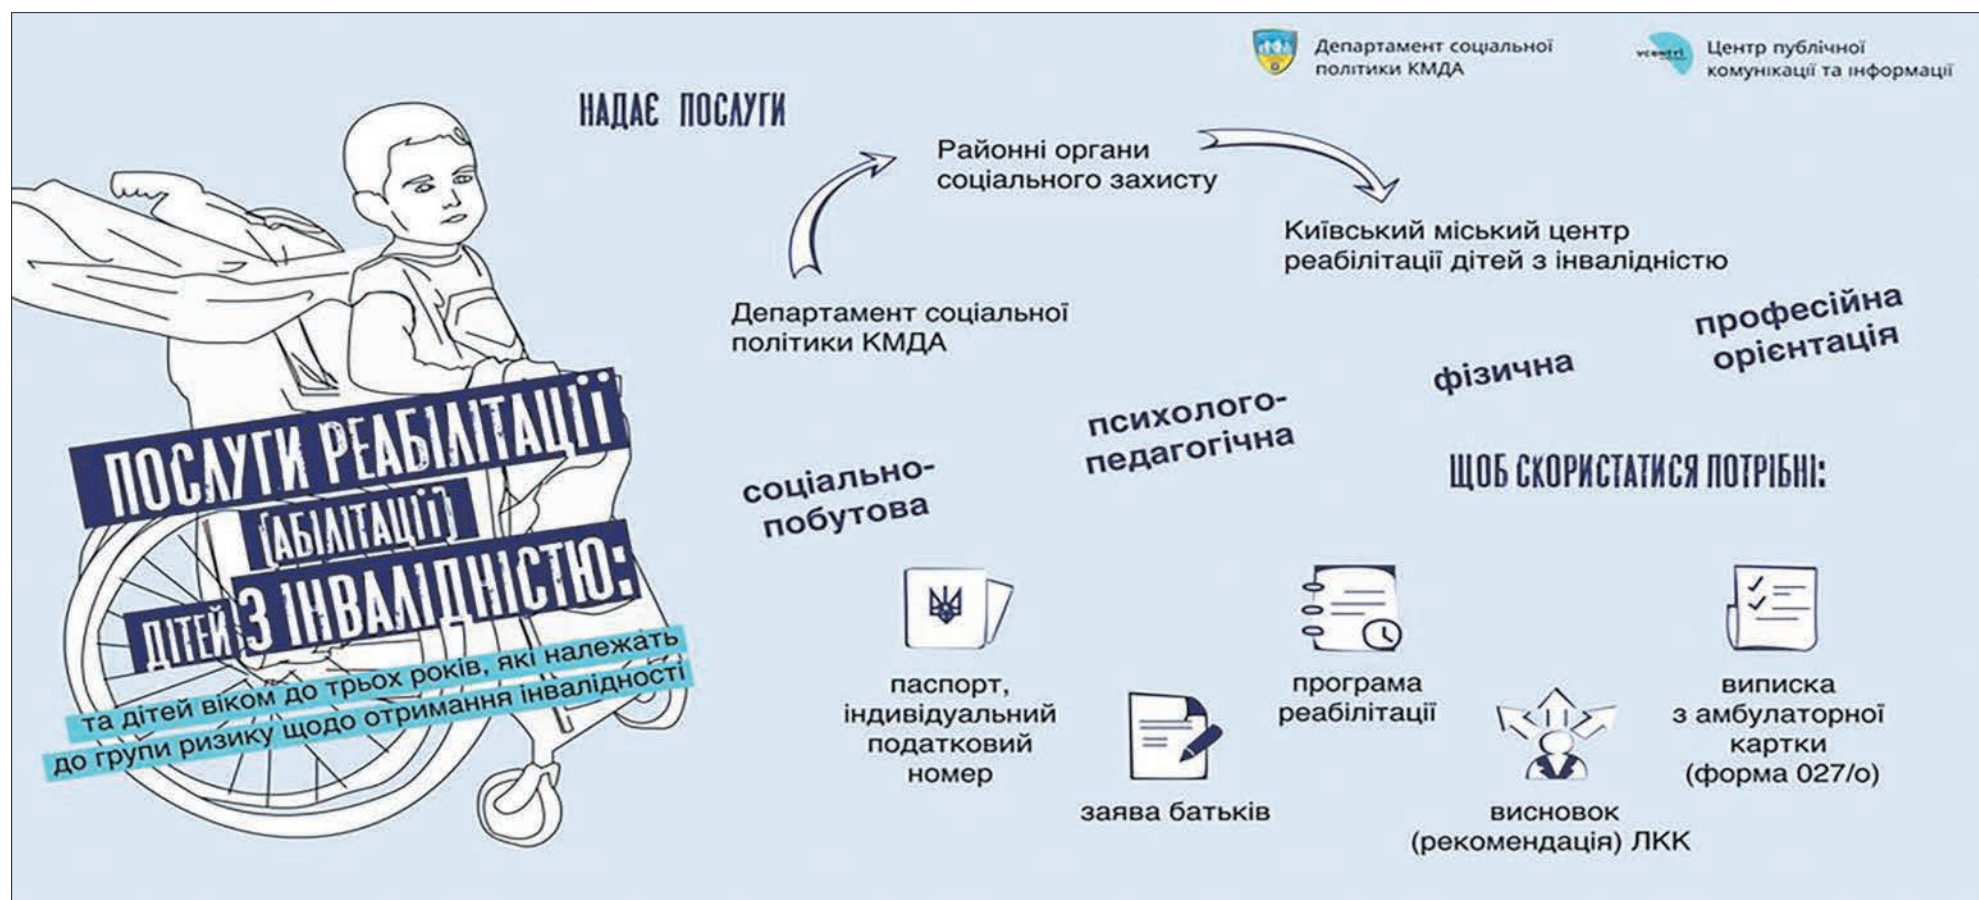 Департамент соціальної
політики КМДА
vcentri
Центр публічної
комунікації та інформації
НАДАЄ ПОСЛУГИ
Районні органи
соціального захисту
Київський міський центр
реабілітації дітей з інвалідністю
Департамент соціальної
політики КМДА
ПОСЛУГИ РЕАБІЛІТАЦІЇ
(АБІЛІТАЦІЇ)
ДІТЕЙ З ІНВАЛІДНІСТЮ:
та дітей віком до трьох років, які належать
до групи ризику щодо отримання інвалідності
соціально-
побутова
психолого-
педагогічна
фізична
професійна
орієнтація
ЩОБ СКОРИСТАТИСЯ ПОТРІБНІ:
паспорт,
індивідуальний
податковий
номер
заява батьків
програма
реабілітації
висновок
(рекомендація) ЛКК
виписка
з амбулаторної
картки
(форма 027/о)